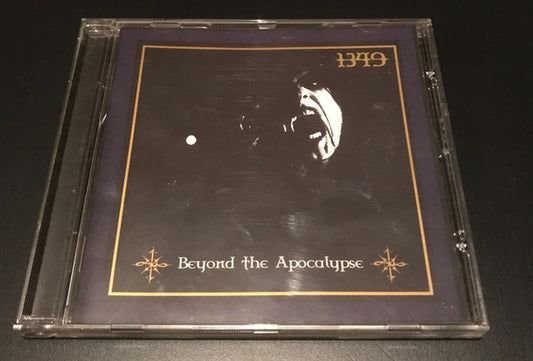 1349
Beyond the Apocalypse